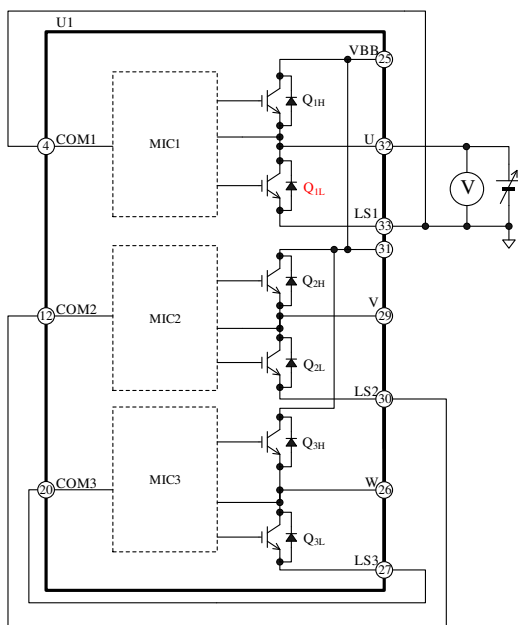 U1
VBB
25
Q1H
4
COM1
MIC1
U
32
V
Q1L
LS1
33
31
Q2H
12
COM2
MIC2
V
29
Q2L
LS2
30
Q3H
20
COM3
MIC3
W
26
Q3L
LS3
27